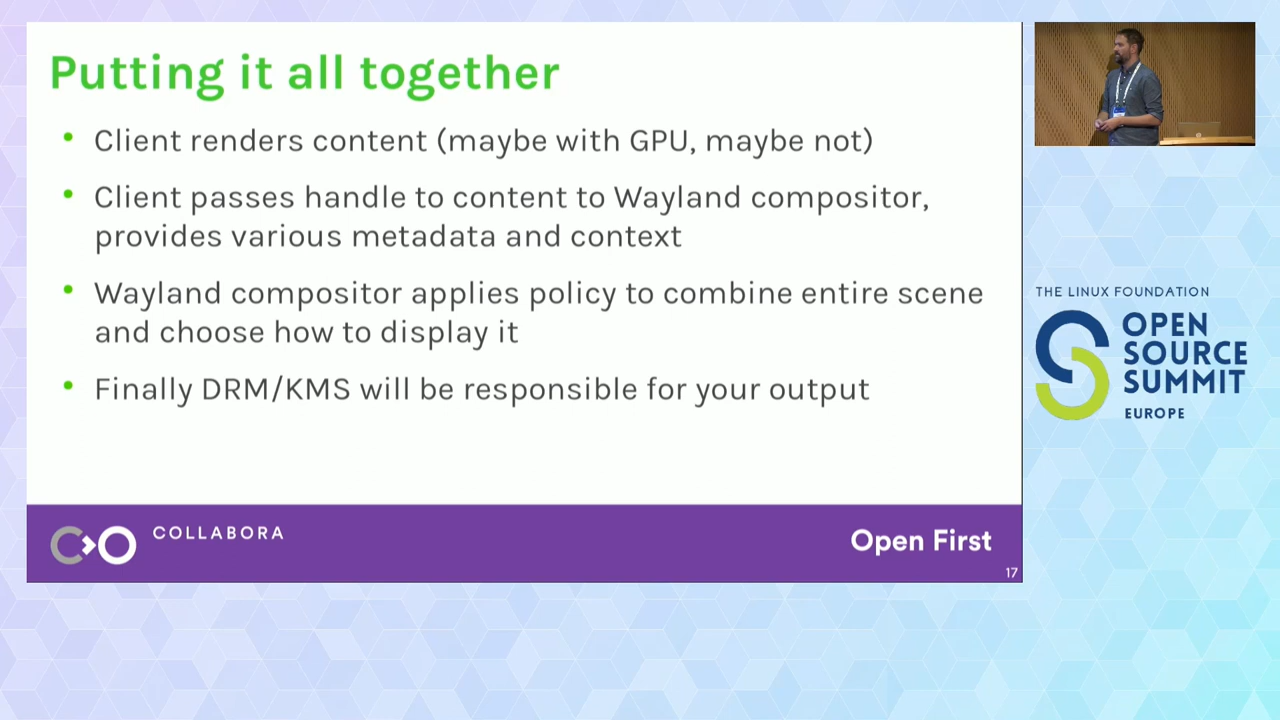 Putting it all together
Client renders content (maybe with GPU, maybe not)
Client passes handle to content to Wayland compositor,
provides various metadata and context
Wayland compositor applies policy to combine entire scene
and choose how to display it
Finally DRM/KMS will be responsible for your output
COLLABORA
Open First
17
THE LINUX FOUNDATION
OPEN
SOURCE
SUMMIT
EUROPE